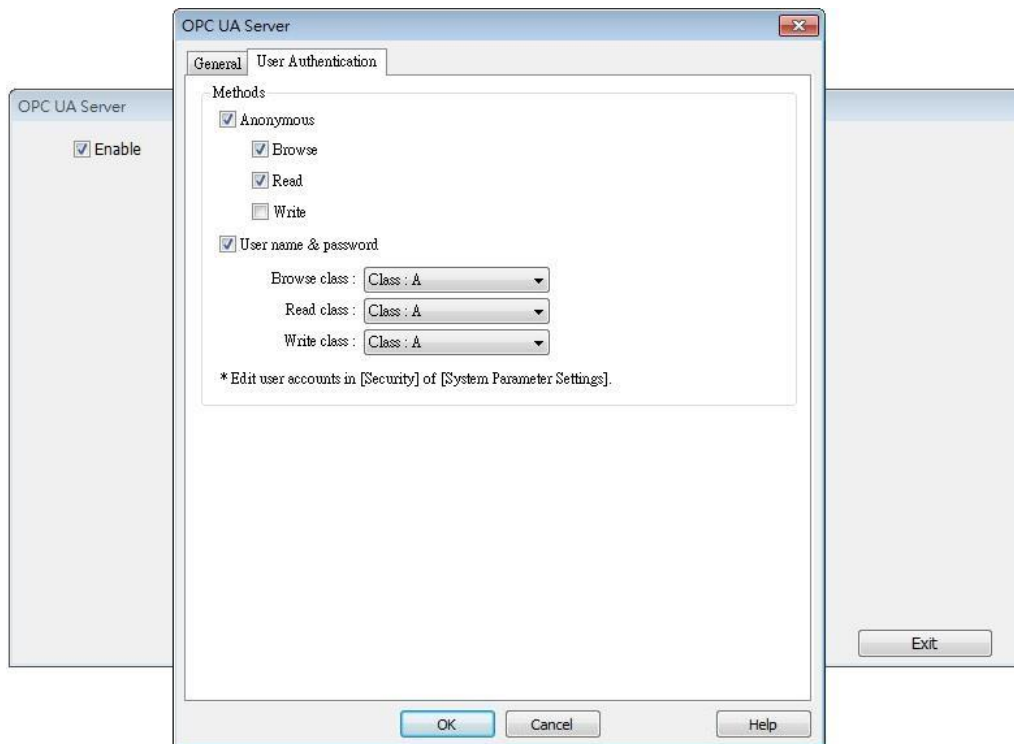 OPC UA Server
General User Authentication
Methods
Anonymous
Browse
Read
Write
User name & password
Browse class : Class : A
Read class : Class : A
Write class : Class : A
* Edit user accounts in [Security] of [System Parameter Settings].
OK Cancel Help
OPC UA Server
Enable
Exit